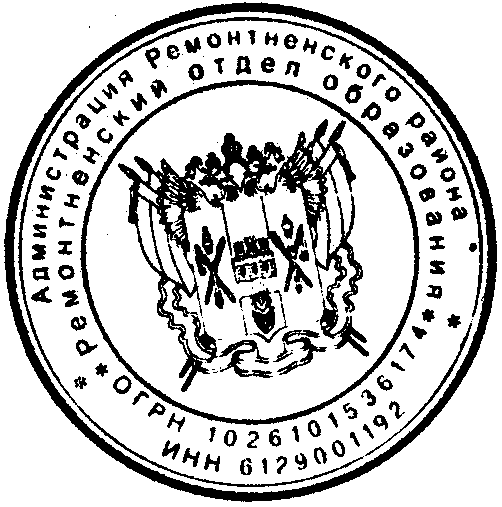 Администрация Ремонтненского района
Ремонтненский отдел образования
ОГРН 1026101536174
ИНН 6129001192